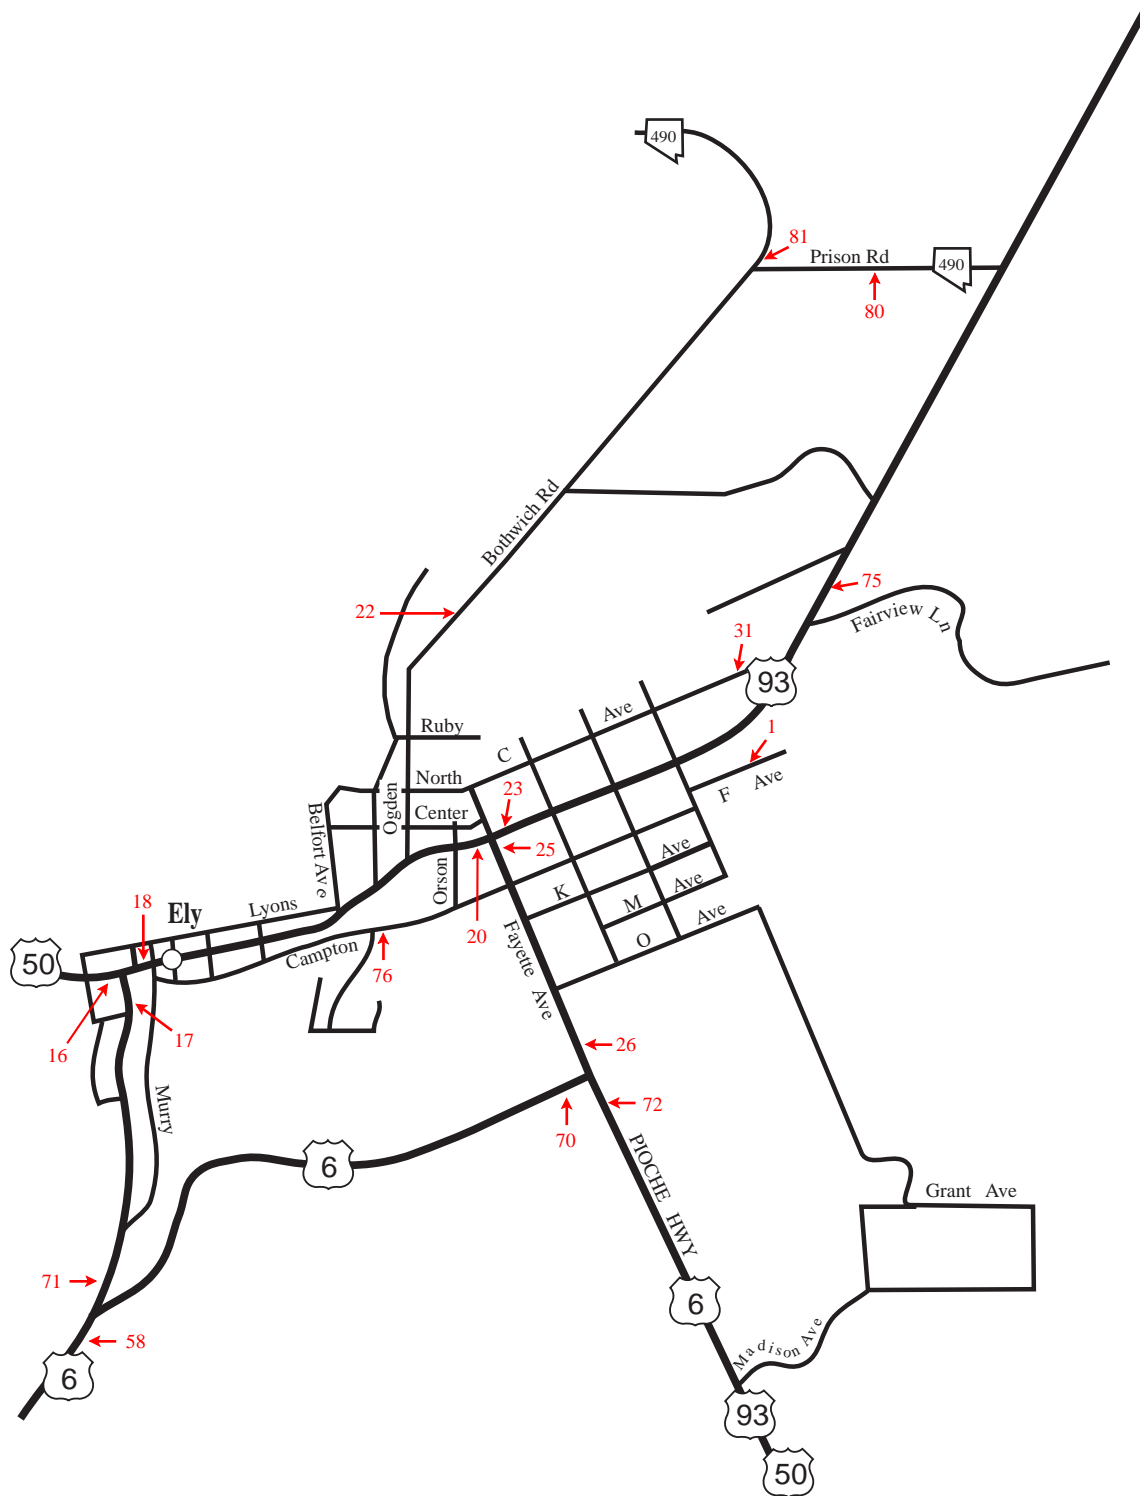 490
81
Prison Rd
490
80
Bothwich Rd
75
22
Fairview Ln
31
93
Ruby
Ave
1
C
North
F Ave
23
Ogden
Belfort Ave
Center
25
Ave
Orson
K
Ave
M
18
Ely
Lyons
Ave
O
20
Fayette Ave
50
Campton
76
17
16
26
Murry
72
70
PIOCHE HWY
6
Grant Ave
71
6
58
Madison Ave
6
93
50